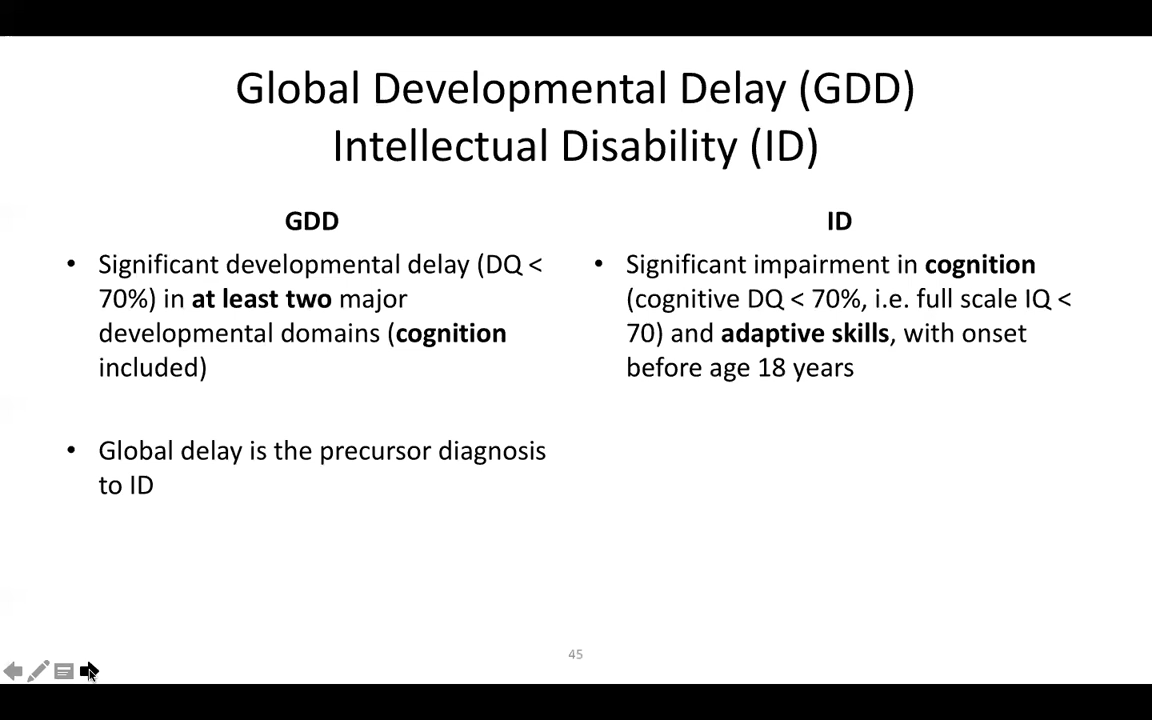 Global Developmental Delay (GDD)
Intellectual Disability (ID)
GDD
• Significant developmental delay (DQ <
70%) in at least two major
developmental domains (cognition
included)
• Global delay is the precursor diagnosis
to ID
ID
• Significant impairment in cognition
(cognitive DQ < 70%, i.e. full scale IQ <
70) and adaptive skills, with onset
before age 18 years
45